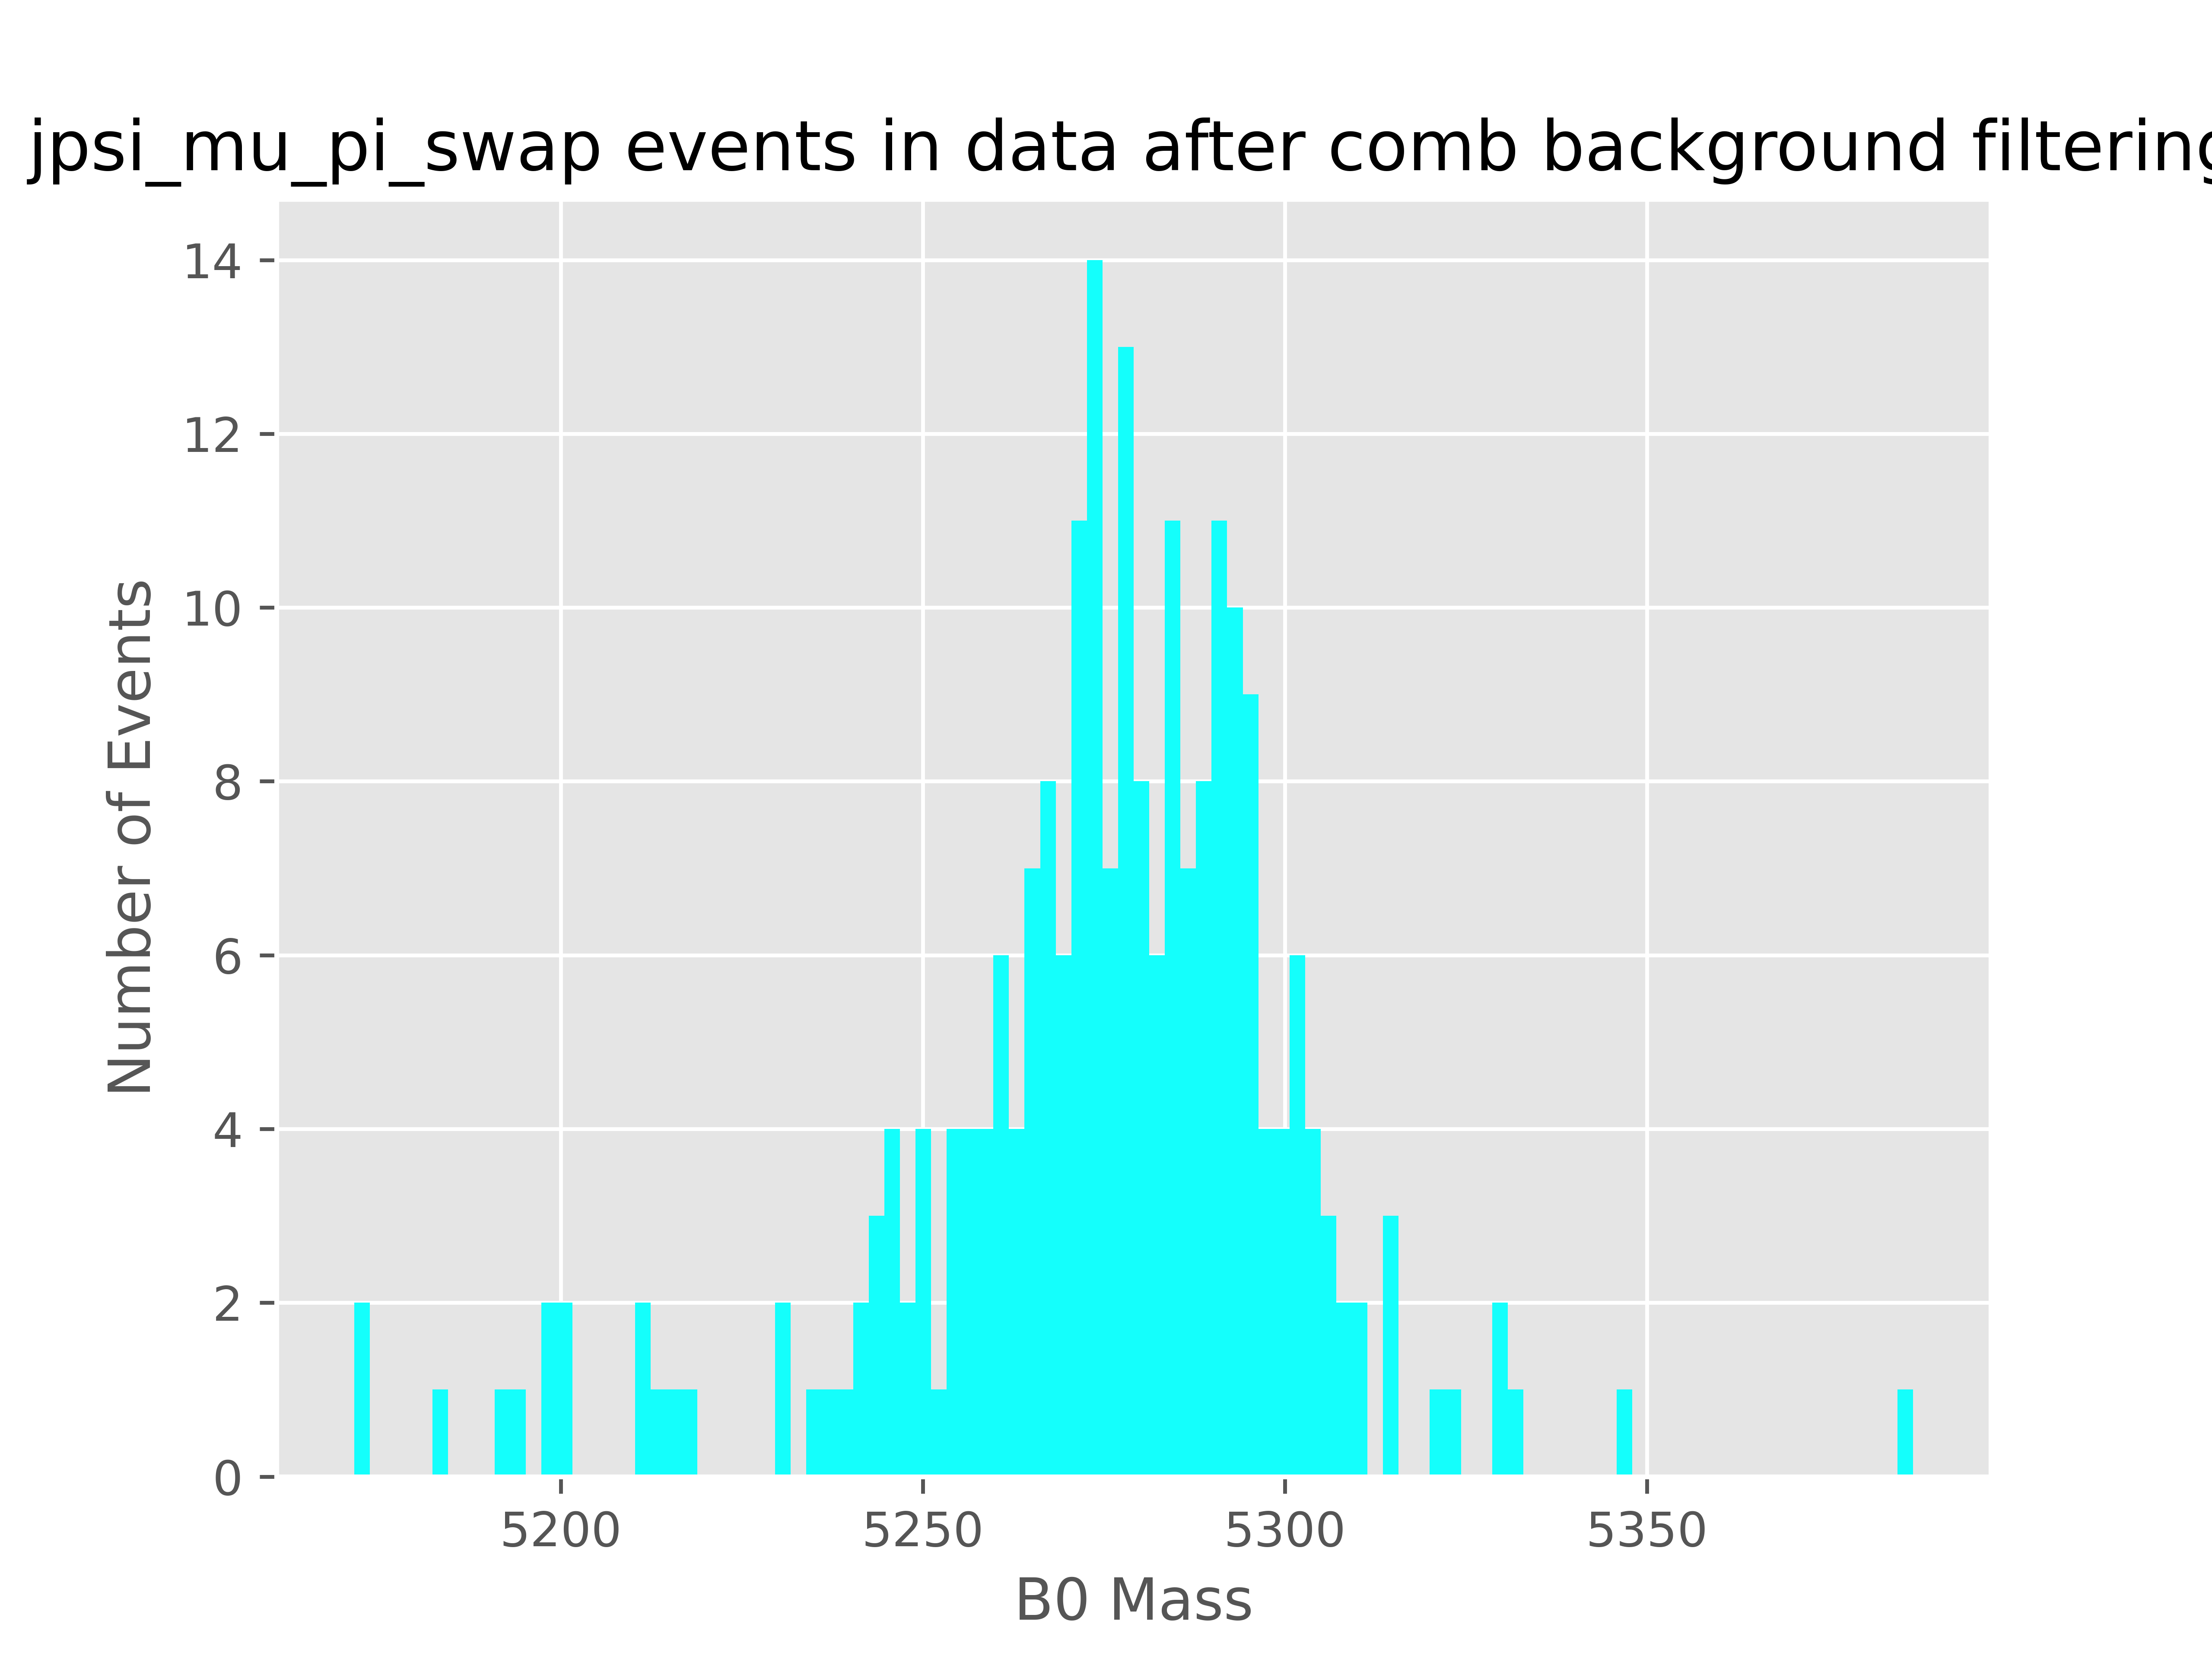 jpsi_mu_pi_swap events in data after comb background filtering
14
12
10
8
6
4
2
0
Number of Events
5200 5250 5300 5350
B0 Mass